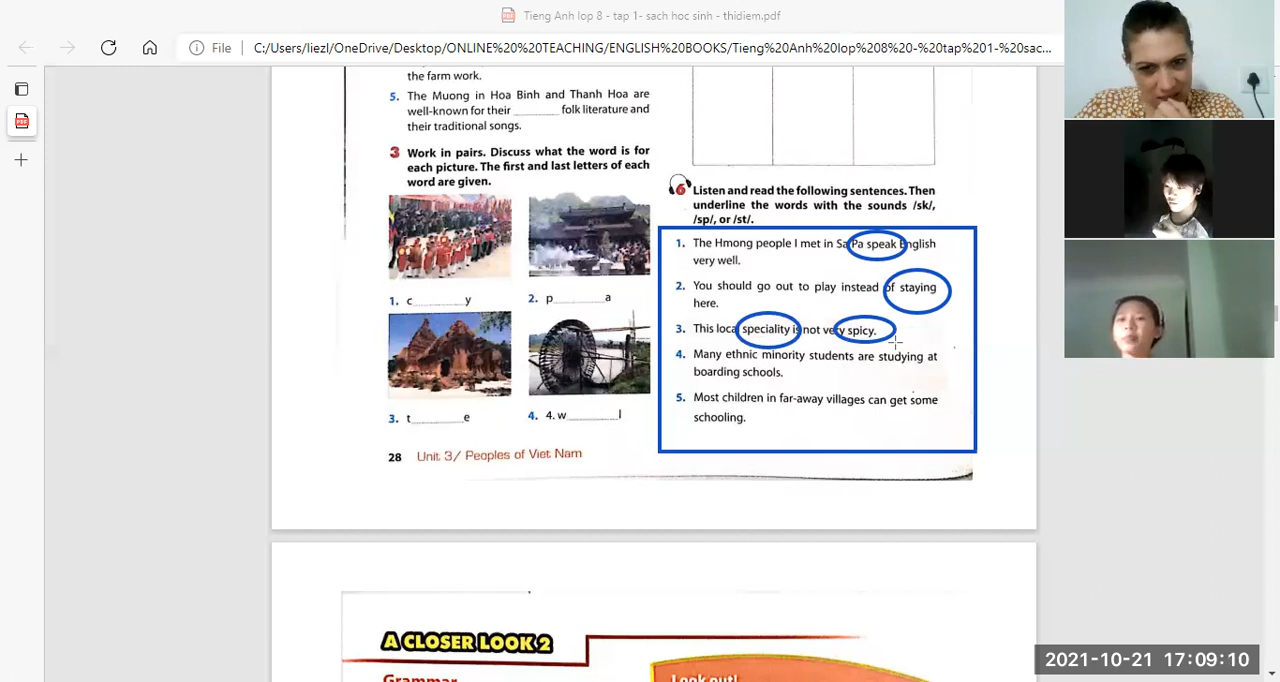 Tieng Anh lop 8 - tap 1- sach hoc sinh - thidiem.pdf
File
C:/Users/liezl/OneDrive/Desktop/ONLINE%20%20TEACHING/ENGLISH%20BOOKS/Tieng%20Anh%20lop%208%20-%20tap%201-%20sac...
the farm work.
5. The Muong in Hoa Binh and Thanh Hoa are
well-known for their ______ folk literature and
their traditional songs.
3 Work in pairs. Discuss what the word is for
each picture. The first and last letters of each
word are given.
1. c________y
2. p________a
3. t________e
4. 4. w________l
28 Unit 3/ Peoples of Viet Nam
6 Listen and read the following sentences. Then
underline the words with the sounds /sk/,
/sp/, or /st/.
1. The Hmong people I met in Sa Pa speak English
very well.
2. You should go out to play instead of staying
here.
3. This local speciality is not very spicy.
4. Many ethnic minority students are studying at
boarding schools.
5. Most children in far-away villages can get some
schooling.
A CLOSER LOOK 2
Grammar
Look out!
2021-10-21 17:09:10